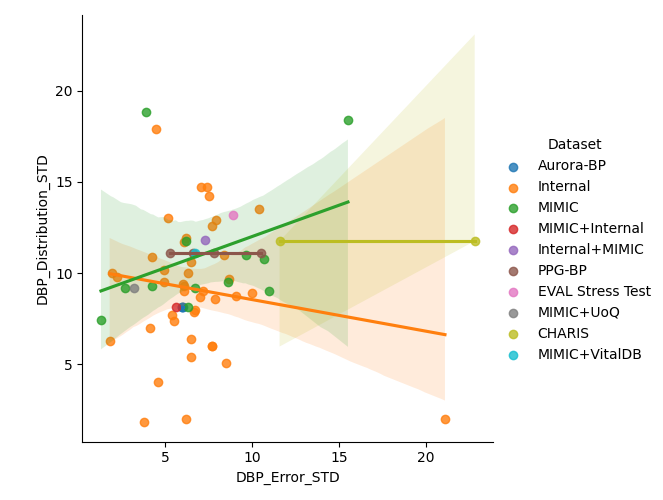 DBP_Distribution_STD
20
15
10
5
5
10
15
20
DBP_Error_STD
Dataset
Aurora-BP
Internal
MIMIC
MIMIC+Internal
Internal+MIMIC
PPG-BP
EVAL Stress Test
MIMIC+UoQ
CHARIS
MIMIC+VitalDB